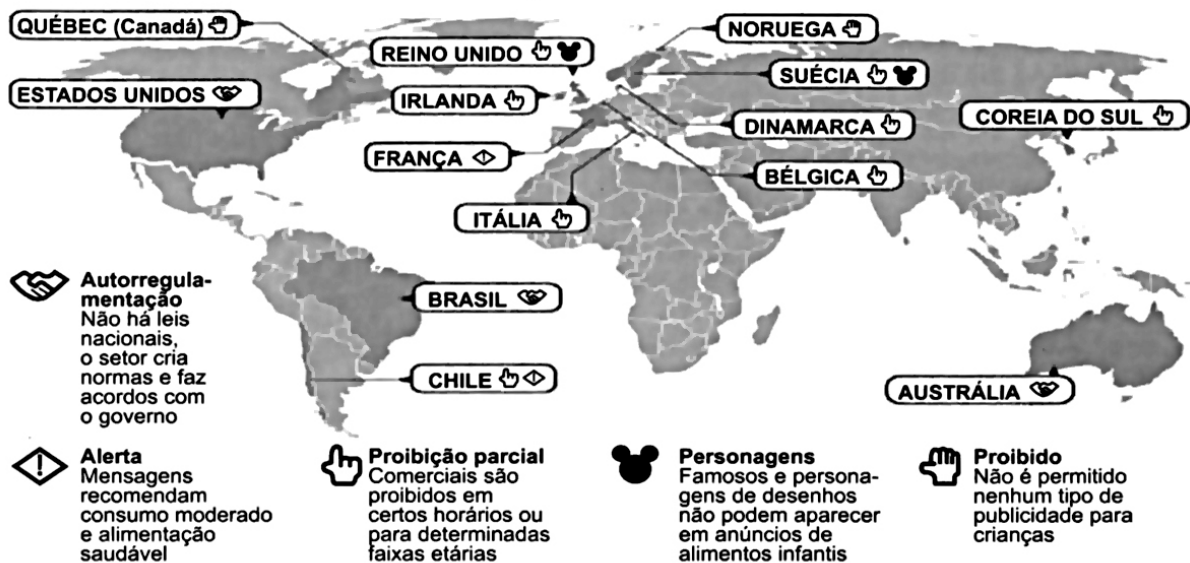 QUÉBEC (Canadá)
NORUEGA
REINO UNIDO
SUÉCIA
ESTADOS UNIDOS
IRLANDA
DINAMARCA
COREIA DO SUL
FRANÇA
BÉLGICA
ITÁLIA
BRASIL
CHILE
AUSTRÁLIA
Autorregula-
mentação
Não há leis
nacionais,
o setor cria
normas e faz
acordos com
o governo
Alerta
Mensagens
recomendam
consumo moderado
e alimentação
saudável
Proibição parcial
Comerciais são
proibidos em
certos horários ou
para determinadas
faixas etárias
Personagens
Famosos e persona-
gens de desenhos
não podem aparecer
em anúncios de
alimentos infantis
Proibido
Não é permitido
nenhum tipo de
publicidade para
crianças